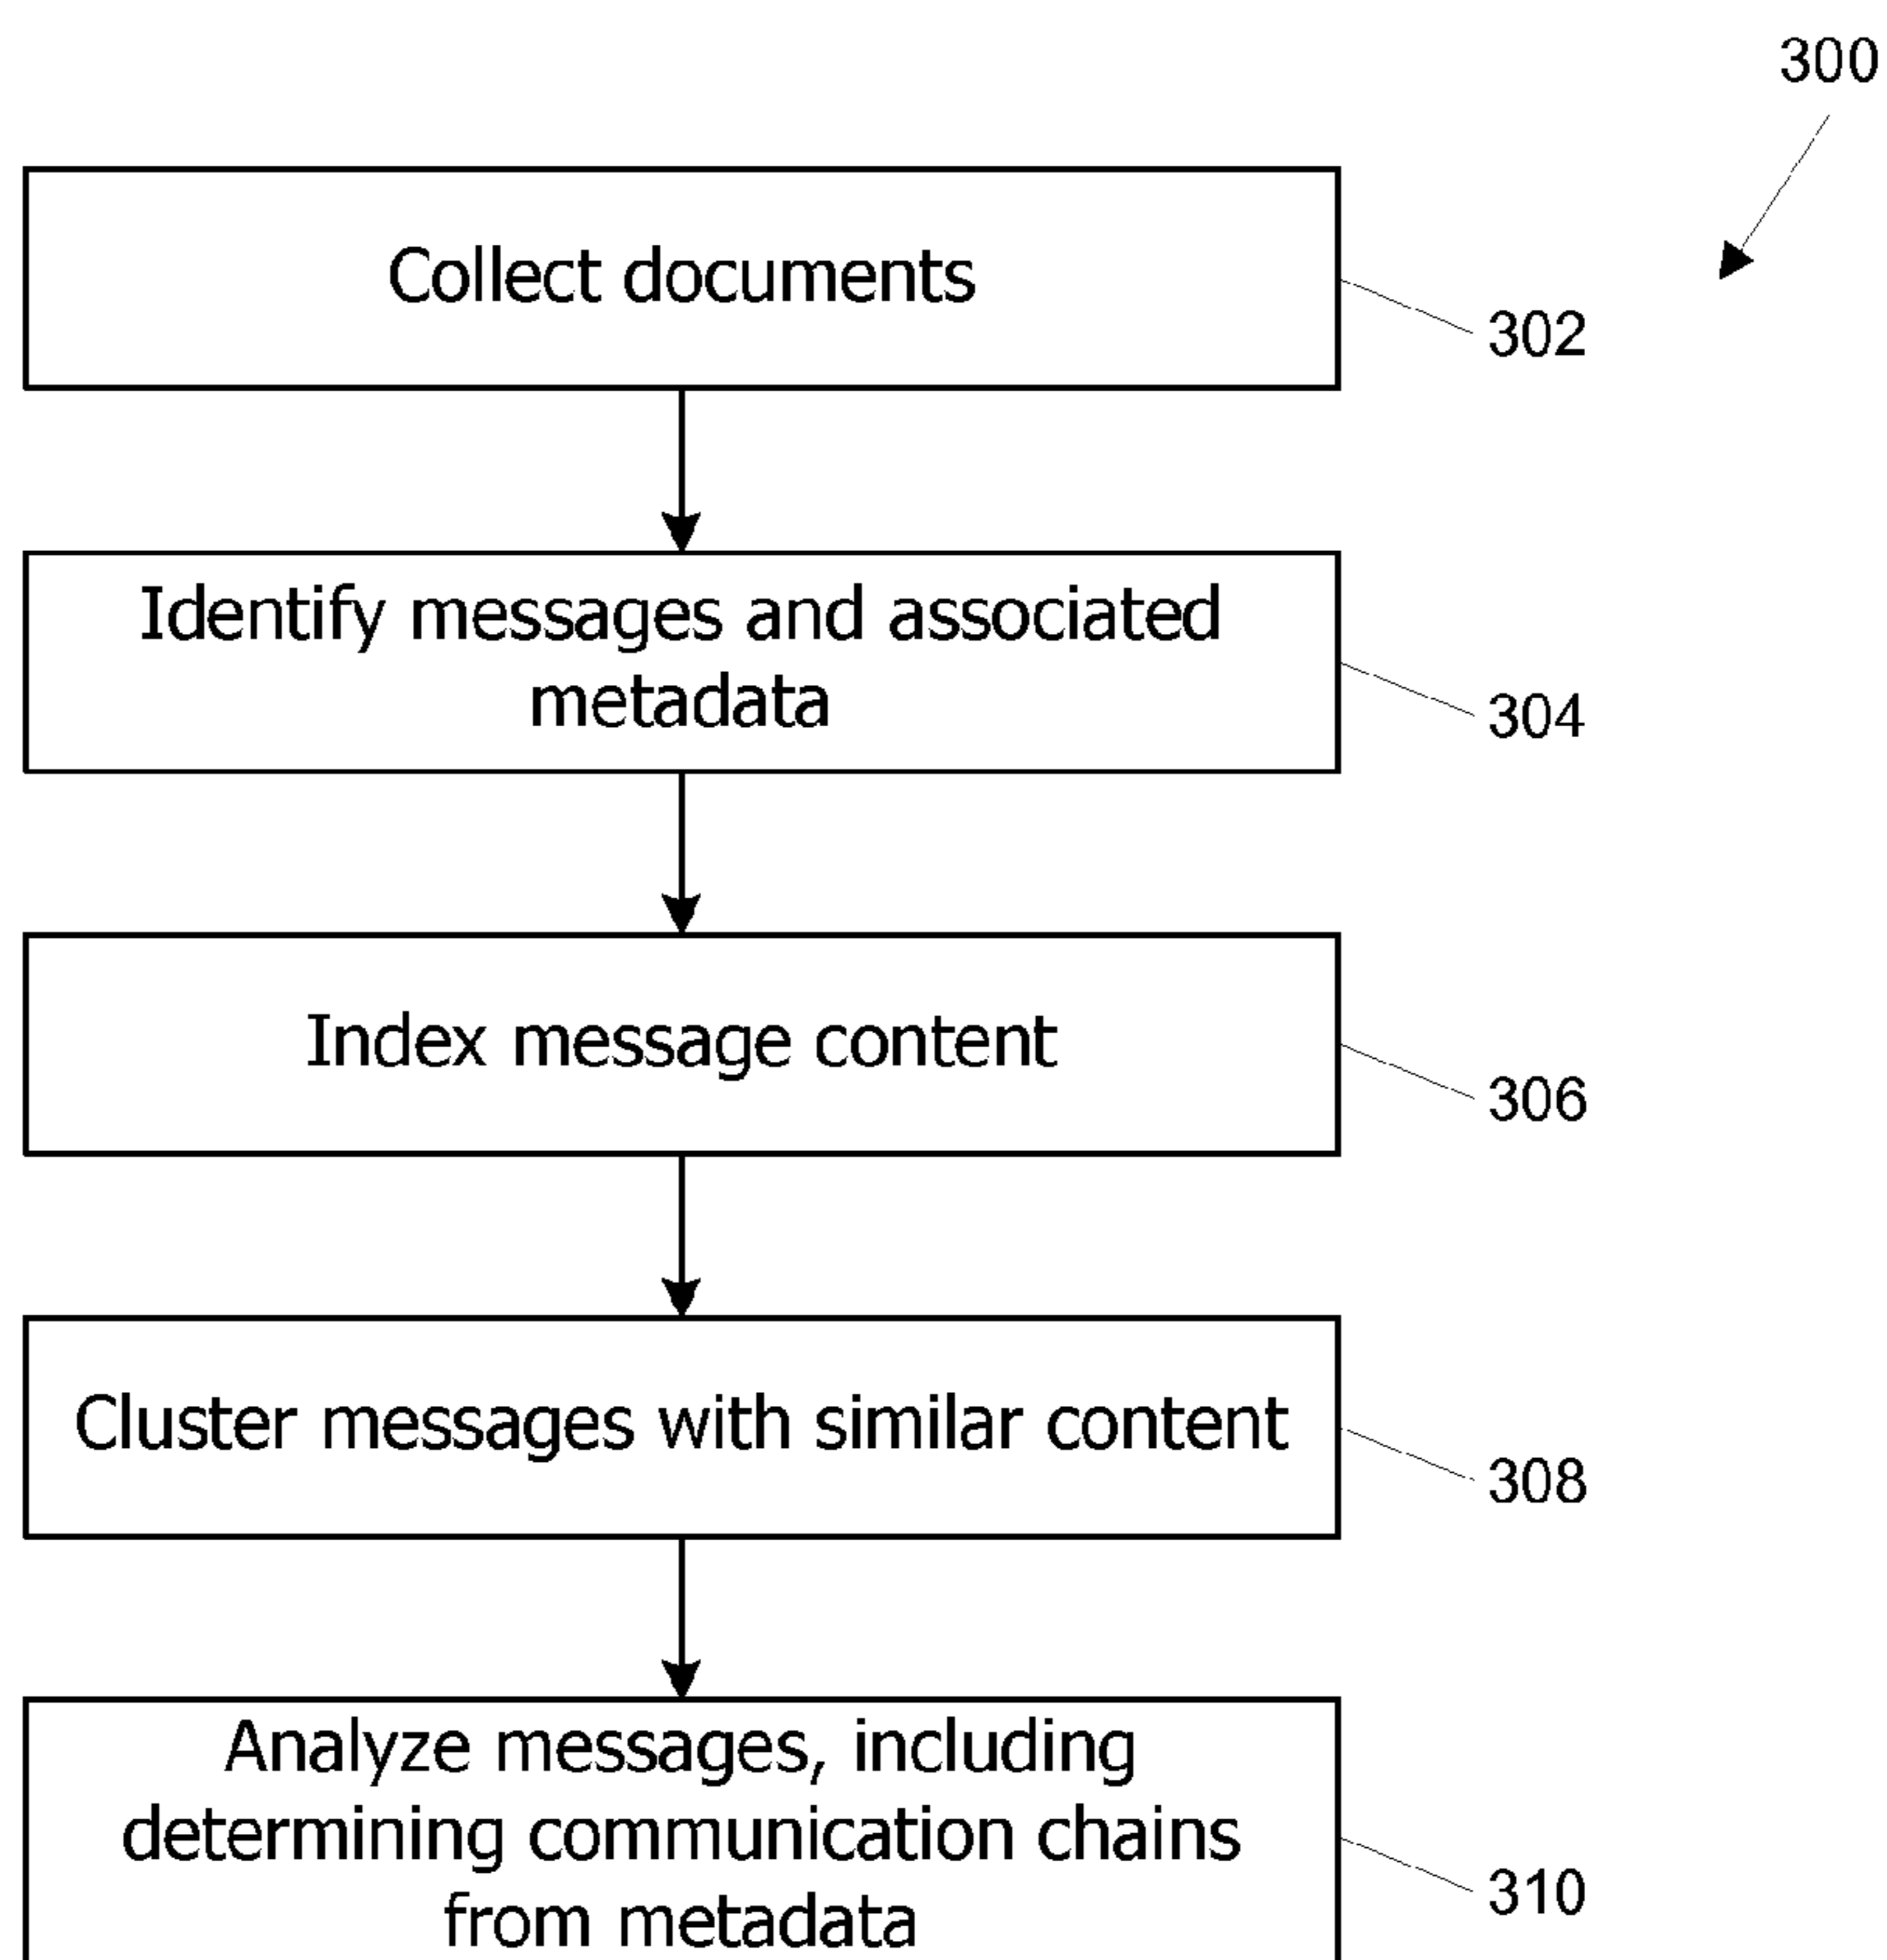 300
Collect documents
302
Identify messages and associated
metadata
304
Index message content
306
Cluster messages with similar content
308
Analyze messages, including
determining communication chains
from metadata
310